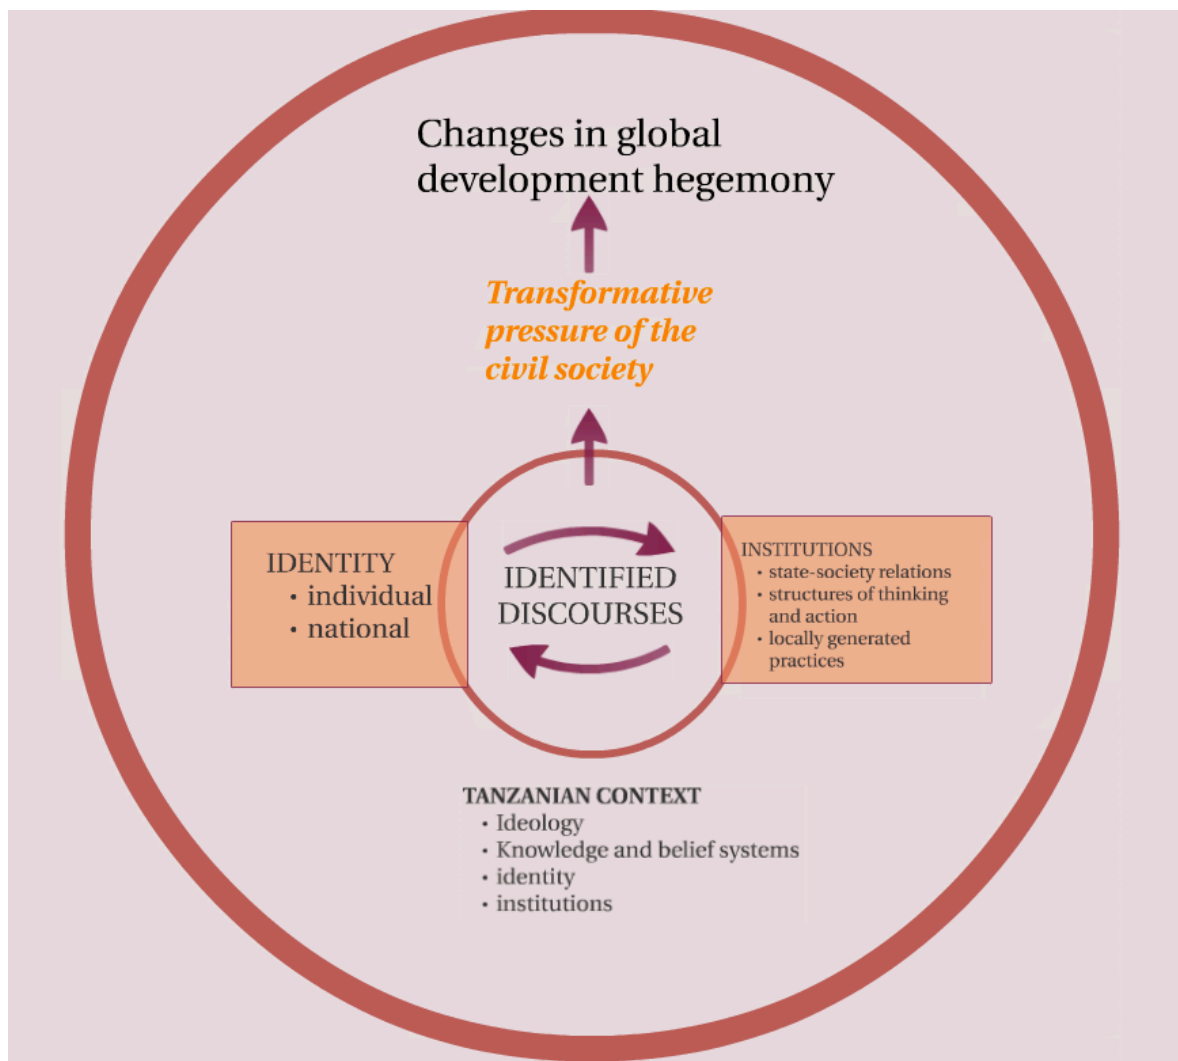 Changes in global
development hegemony
Transformative
pressure of the
civil society
IDENTITY
• individual
• national
IDENTIFIED
DISCOURSES
INSTITUTIONS
• state-society relations
• structures of thinking
and action
• locally generated
practices
TANZANIAN CONTEXT
• Ideology
• Knowledge and belief systems
• identity
• institutions